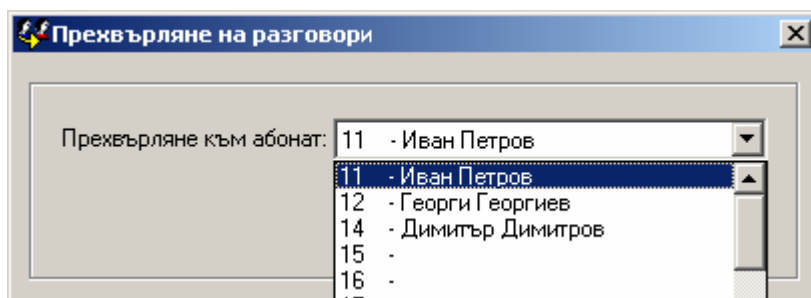 Прехвърляне на разговори
Прехвърляне към абонат: 11 - Иван Петров
11 - Иван Петров
12 - Георги Георгиев
14 - Димитър Димитров
15 -
16 -